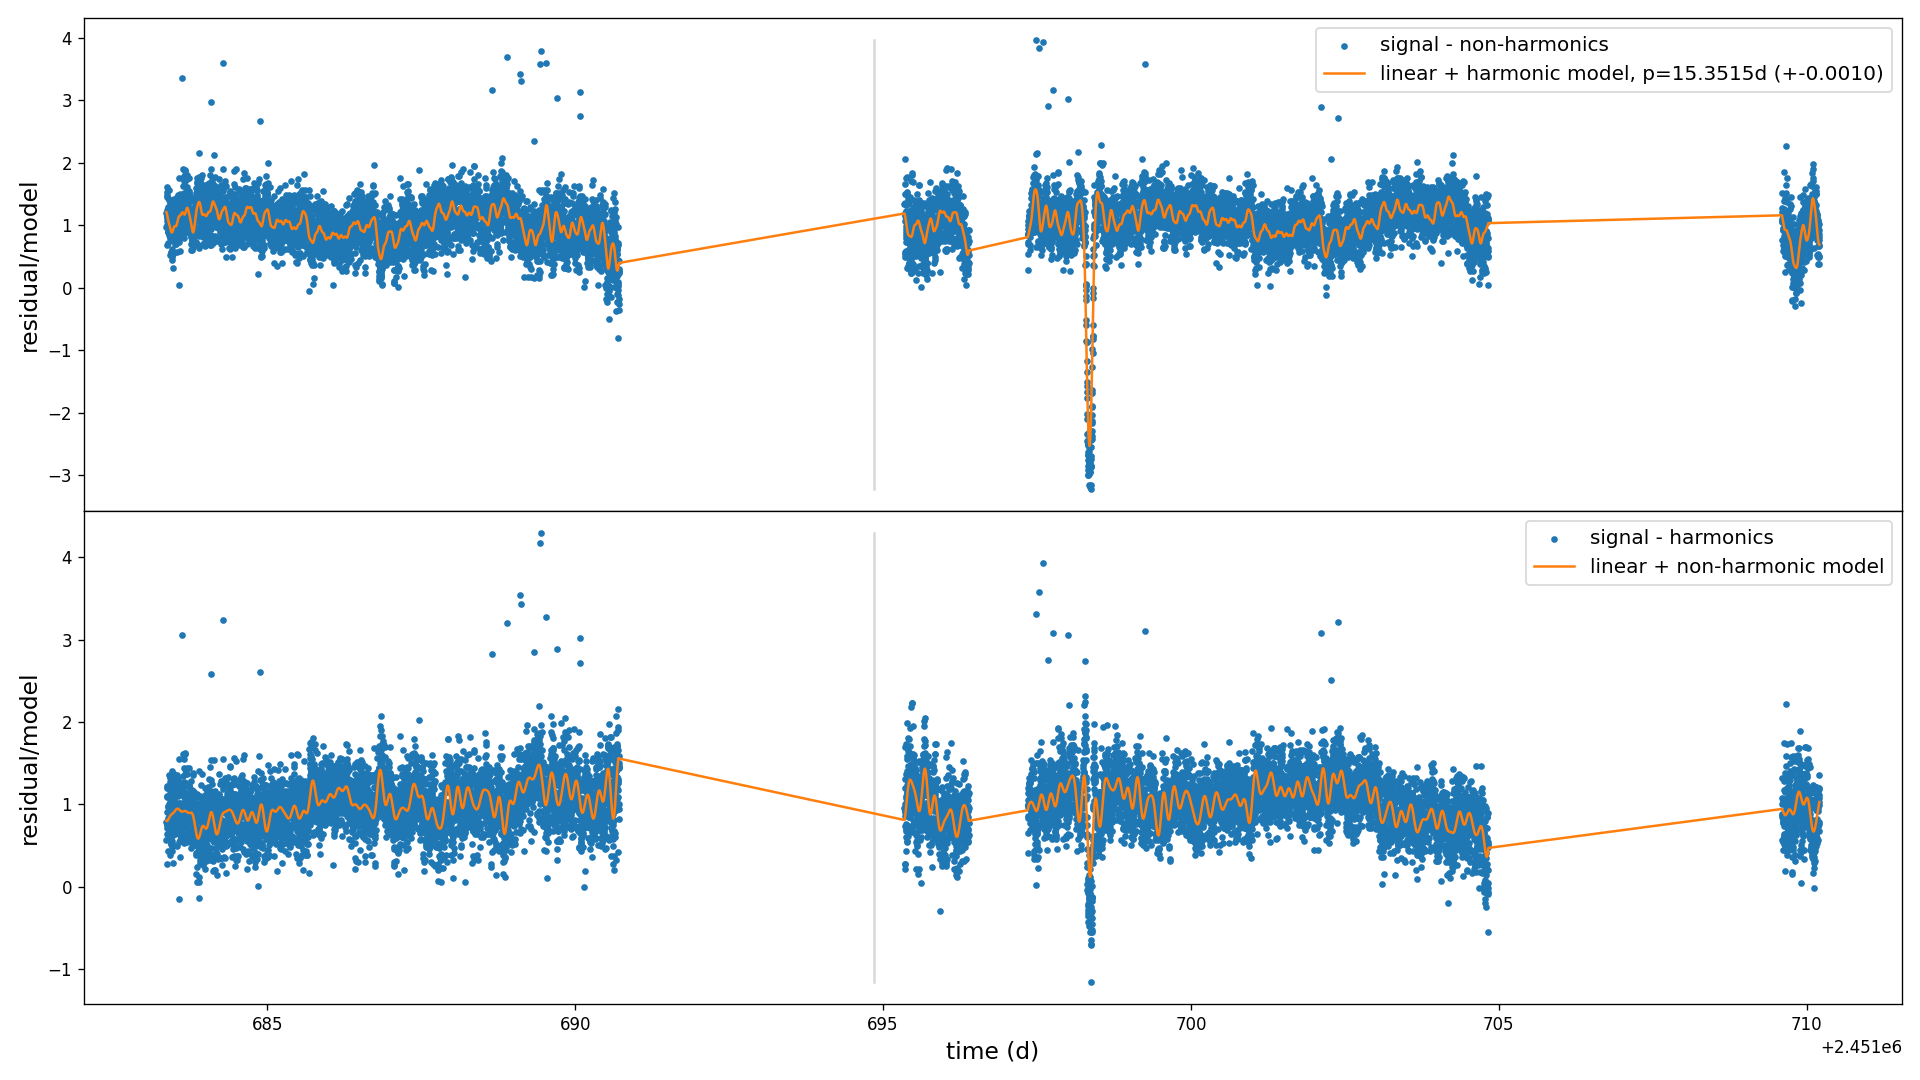 signal - non-harmonics
linear + harmonic model, p=15.3515d (+-0.0010)
4
3
2
1
0
−1
−2
−3
residual/model
signal - harmonics
linear + non-harmonic model
4
3
2
1
0
−1
residual/model
685
690
695
700
705
710
time (d)
+2.451e6